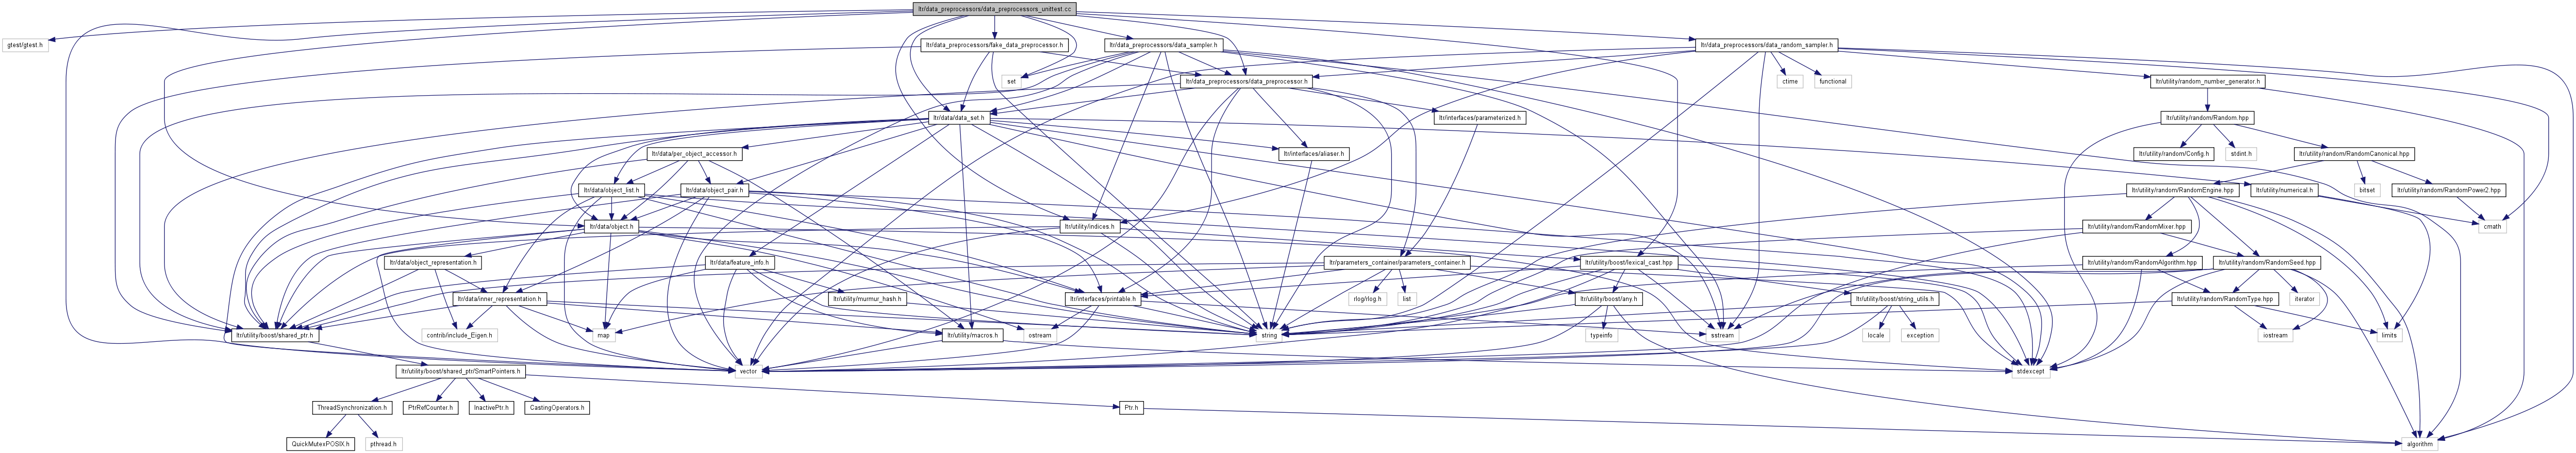 ltr/data_preprocessors/data_preprocessors_unittest.cc
gtest/gtest.h
ltr/data_preprocessors/fake_data_preprocessor.h
ltr/data_preprocessors/data_sampler.h
ltr/data_preprocessors/data_random_sampler.h
set
ltr/data_preprocessors/data_preprocessor.h
ctime
functional
ltr/utility/random_number_generator.h
ltr/data/data_set.h
ltr/interfaces/parameterized.h
ltr/utility/random/Random.hpp
ltr/data/per_object_accessor.h
ltr/interfaces/aliaser.h
ltr/utility/random/Config.h
stdint.h
ltr/utility/random/RandomCanonical.hpp
ltr/data/object_list.h
ltr/data/object_pair.h
ltr/utility/random/RandomEngine.hpp
ltr/utility/numerical.h
bitset
ltr/utility/random/RandomPower2.hpp
ltr/data/object.h
ltr/utility/indices.h
ltr/utility/random/RandomMixer.hpp
cmath
ltr/data/object_representation.h
ltr/data/feature_info.h
ltr/parameters_container/parameters_container.h
ltr/utility/boost/lexical_cast.hpp
ltr/utility/random/RandomAlgorithm.hpp
ltr/utility/random/RandomSeed.hpp
ltr/data/inner_representation.h
ltr/utility/murmur_hash.h
ltr/interfaces/printable.h
rlog/rlog.h
list
ltr/utility/boost/any.h
ltr/utility/boost/string_utils.h
ltr/utility/random/RandomType.hpp
iterator
ltr/utility/boost/shared_ptr.h
contrib/include_Eigen.h
map
ltr/utility/macros.h
ostream
string
typeinfo
sstream
locale
exception
iostream
limits
ltr/utility/boost/shared_ptr/SmartPointers.h
vector
stdexcept
ThreadSynchronization.h
PtrRefCounter.h
InactivePtr.h
CastingOperators.h
Ptr.h
QuickMutexPOSIX.h
pthread.h
algorithm